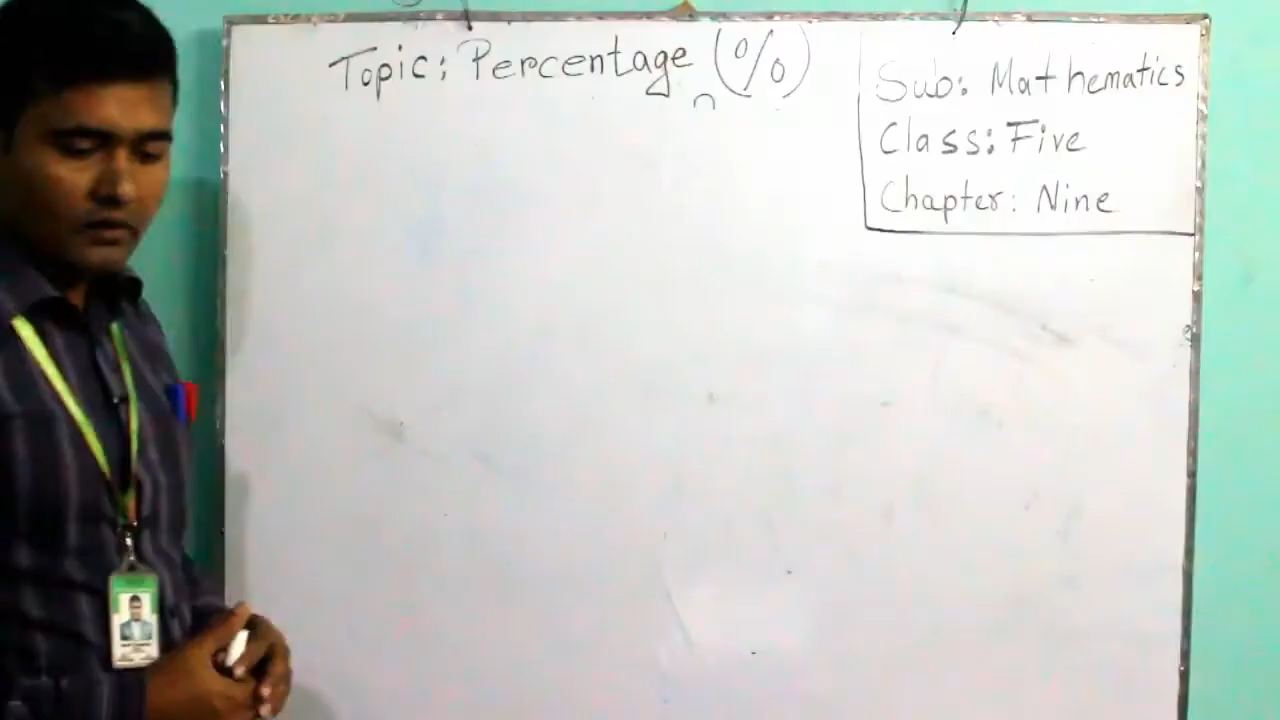 Topic: Percentage (%)
Sub: Mathematics
Class: Five
Chapter: Nine